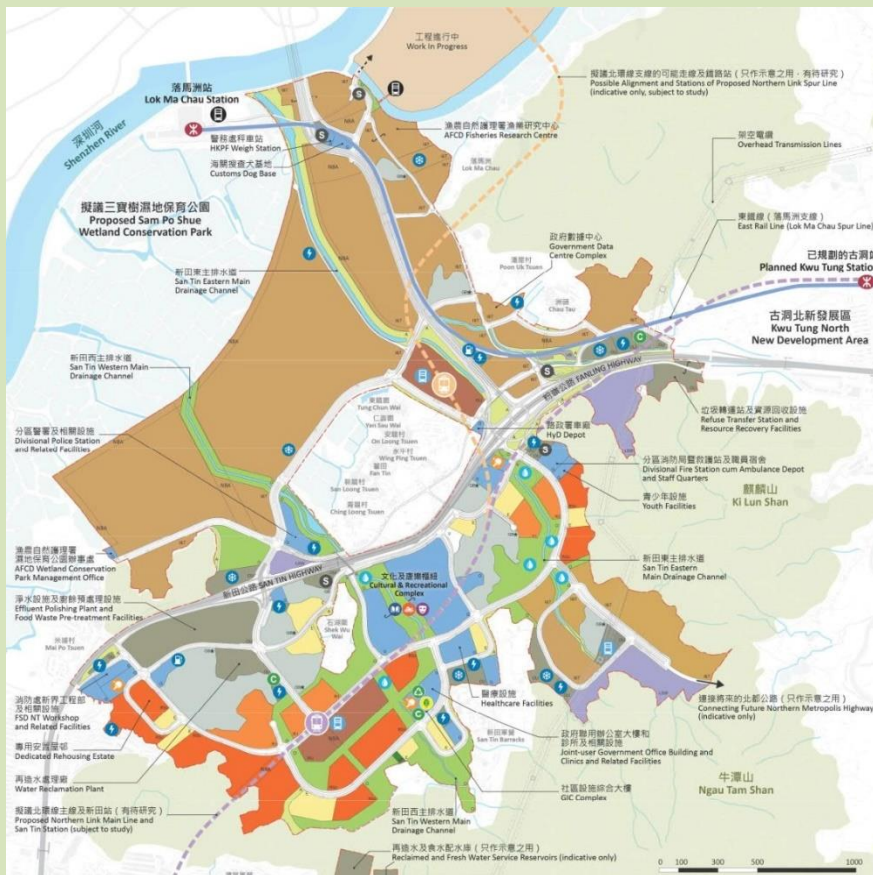 工程進行中
Work In Progress
擬議北環線支線的可能走線及鐵路站（只作示意之用，有待研究）
Possible Alignment and Stations of Proposed Northern Link Spur Line
(indicative only, subject to study)
落馬洲站
Lok Ma Chau Station
深圳河
Shenzhen River
警務處秤車站
HKPF Weigh Station
海關搜查犬基地
Customs Dog Base
漁農自然護理署漁業研究中心
AFCD Fisheries Research Centre
落馬洲
Lok Ma Chau
架空電纜
Overhead Transmission Lines
擬議三寶樹濕地保育公園
Proposed Sam Po Shue
Wetland Conservation Park
東鐵線（落馬洲支線）
East Rail Line (Lok Ma Chau Spur Line)
政府數據中心
Government Data
Centre Complex
已規劃的古洞站
Planned Kwu Tung Station
新田東主排水道
San Tin Eastern Main
Drainage Channel
Poon Uk Tsuen
洲頭
Chau Tau
古洞北新發展區
Kwu Tung North
New Development Area
新田西主排水道
San Tin Western Main
Drainage Channel
粉嶺公路 FANLING HIGHWAY
東鎮圍
Tung Chun Wai
仁壽圍
Yan Sau Wai
安龍村
On Loong Tsuen
永平村
Wing Ping Tsuen
蕃田
Fan Tin
新龍村
San Loong Tsuen
青龍村
Ching Loong Tsuen
路政署車廠
HyD Depot
垃圾轉運站及資源回收設施
Refuse Transfer Station and
Resource Recovery Facilities
分區警署及相關設施
Divisional Police Station
and Related Facilities
分區消防局暨救護站及職員宿舍
Divisional Fire Station cum Ambulance Depot
and Staff Quarters
青少年設施
Youth Facilities
麒麟山
Ki Lun Shan
新田東主排水道
San Tin Eastern
Main Drainage Channel
漁農自然護理署
濕地保育公園辦事處
AFCD Wetland Conservation
Park Management Office
新田公路 SAN TIN HIGHWAY
文化及康樂樞紐
Cultural & Recreational
Complex
淨水設施及廚餘預處理設施
Effluent Polishing Plant and
Food Waste Pre-treatment Facilities
石湖圍
Shek Wu
Wai
米埔村
Mai Po Tsuen
連接將來的北都公路（只作示意之用）
Connecting Future Northern Metropolis Highway
(indicative only)
消防處新界工程部
及相關設施
FSD NT Workshop
and Related Facilities
醫療設施
Healthcare Facilities
新田軍營
San Tin Barracks
政府聯用辦公室大樓和
診所及相關設施
Joint-user Government Office Building and
Clinics and Related Facilities
專用安置屋邨
Dedicated Rehousing Estate
再造水處理廠
Water Reclamation Plant
社區設施綜合大樓
GIC Complex
牛潭山
Ngau Tam Shan
擬議北環線主線及新田站（有待研究）
Proposed Northern Link Main Line and
San Tin Station (subject to study)
新田西主排水道
San Tin Western Main
Drainage Channel
再造水及食水配水庫（只作示意之用）
Reclaimed and Fresh Water Service Reservoirs (indicative only)
0 100 300 500 1000